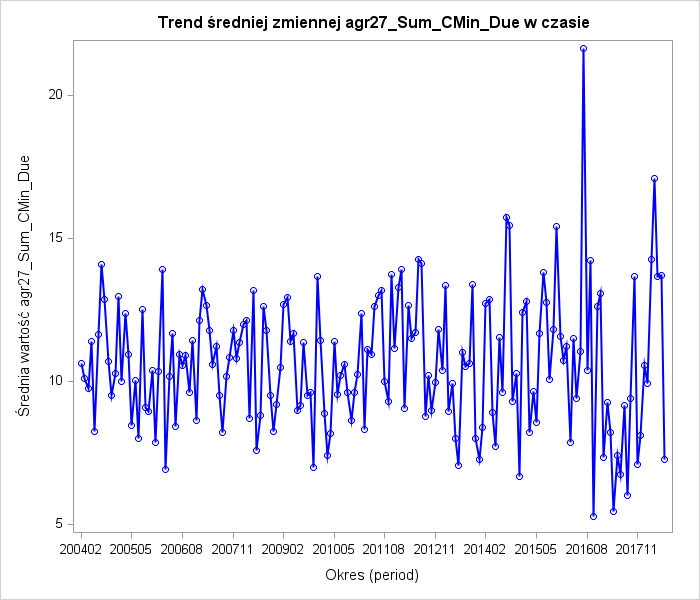 Trend średniej zmiennej agr27_Sum_CMin_Due w czasie
Średnia wartość agr27_Sum_CMin_Due
20
15
10
5
200402 200505 200608 200711 200902 201005 201108 201211 201402 201505 201608 201711
Okres (period)